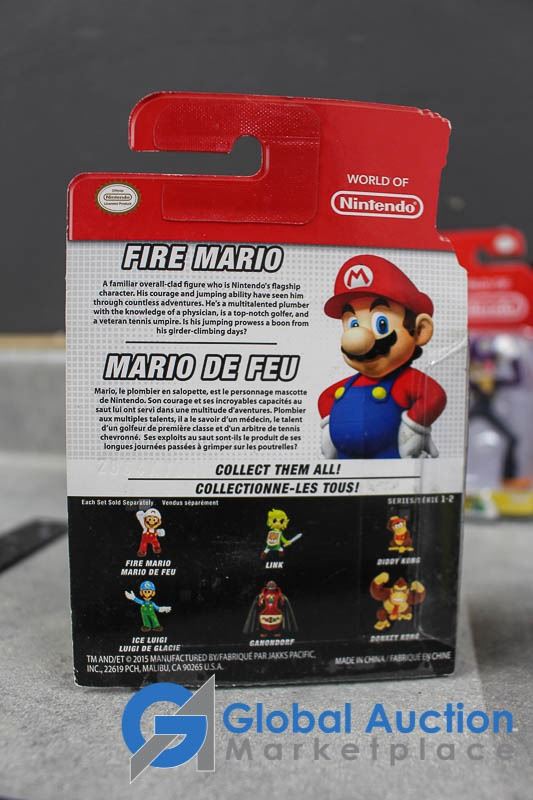 Official
Nintendo
Licensed Product
WORLD OF
Nintendo
FIRE MARIO
A familiar overall-clad figure who is Nintendo's flagship
character. His courage and jumping ability have seen him
through countless adventures. He's a multitalented plumber
with the knowledge of a physician, is a top-notch golfer, and
a veteran tennis umpire. Is his jumping prowess a boon from
his girder-climbing days?
M
MARIO DE FEU
Mario, le plombier en salopette, est le personnage mascotte
de Nintendo. Son courage et ses incroyables capacités au
saut lui ont servi dans une multitude d'aventures. Plombier
aux multiples talents, il a le savoir d'un médecin, le talent
d'un golfeur de première classe et d'un arbitre de tennis
chevronné. Ses exploits au saut sont-ils le produit de ses
longues journées passées à grimper sur les poutrelles?
COLLECT THEM ALL!
COLLECTIONNE-LES TOUS!
Each Set Sold Separately Vendus séparément
SERIES/SÉRIE 1-2
FIRE MARIO
MARIO DE FEU
LINK
DIDDY KONG
ICE LUIGI
LUIGI DE GLACIE
GANONDORF
DONKEY KONG
TM AND/ET © 2015 MANUFACTURED BY/FABRIQUÉ PAR JAKKS PACIFIC,
INC., 22619 PCH, MALIBU, CA 90265 U.S.A.
MADE IN CHINA / FABRIQUÉ EN CHINE
Global Auction
Marketplace